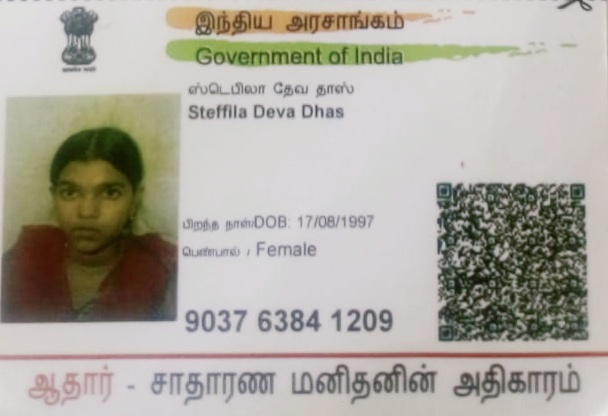 இந்திய அரசாங்கம்
Government of India
ஸ்டெபிலா தேவ தாஸ்
Steffila Deva Dhas
பிறந்த நாள்/DOB: 17/08/1997
பெண்பால் / Female
9037 6384 1209
ஆதார் - சாதாரண மனிதனின் அதிகாரம்